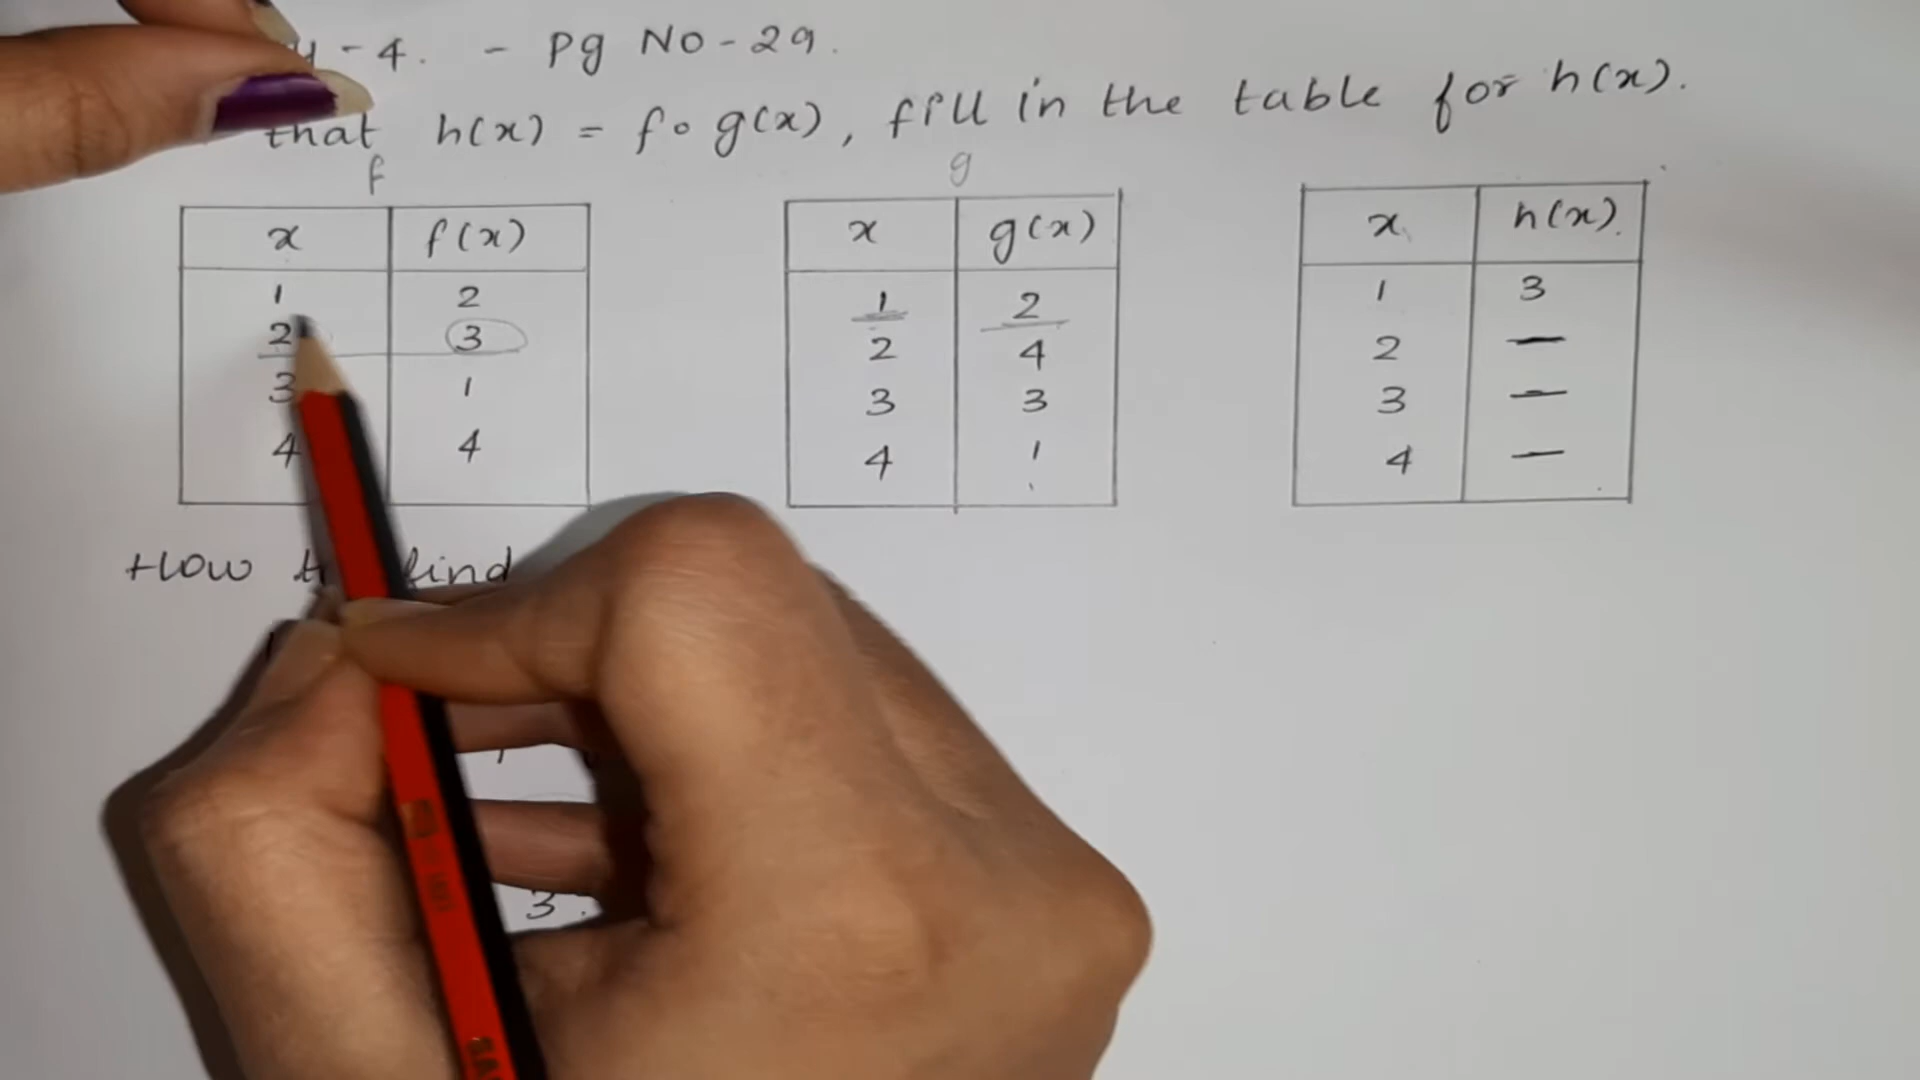 - 4. - Pg No - 29.
that h(x) = f∘g(x), fill in the table for h(x).
f g
x f(x) x g(x) x h(x).
1 2 1 2 1 3
2 3 2 4 2 —
3 1 3 3 3 —
4 4 4 1 4 —
How find
3.